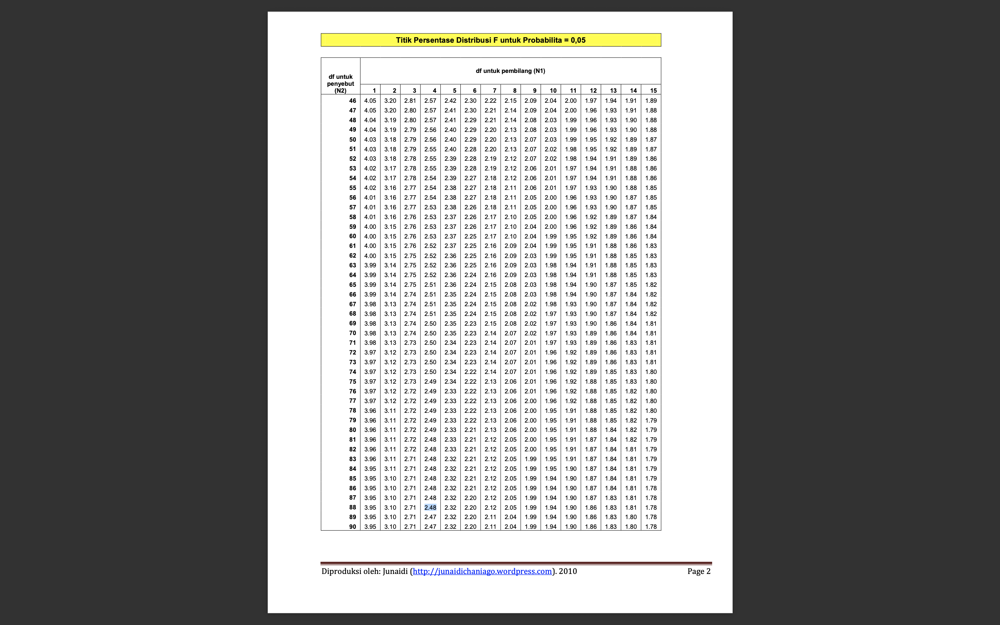 Titik Persentase Distribusi F untuk Probabilita = 0,05
df untuk penyebut (N2)
df untuk pembilang (N1)
1 2 3 4 5 6 7 8 9 10 11 12 13 14 15
46 4.05 3.20 2.81 2.57 2.42 2.30 2.22 2.15 2.09 2.04 2.00 1.97 1.94 1.91 1.89
47 4.05 3.20 2.80 2.57 2.41 2.30 2.21 2.14 2.09 2.04 2.00 1.96 1.93 1.91 1.88
48 4.04 3.19 2.80 2.57 2.41 2.29 2.21 2.14 2.08 2.03 1.99 1.96 1.93 1.90 1.88
49 4.04 3.19 2.79 2.56 2.40 2.29 2.20 2.13 2.08 2.03 1.99 1.96 1.93 1.90 1.88
50 4.03 3.18 2.79 2.56 2.40 2.29 2.20 2.13 2.07 2.03 1.99 1.95 1.92 1.89 1.87
51 4.03 3.18 2.79 2.55 2.40 2.28 2.20 2.13 2.07 2.02 1.98 1.95 1.92 1.89 1.87
52 4.03 3.18 2.78 2.55 2.39 2.28 2.19 2.12 2.07 2.02 1.98 1.94 1.91 1.89 1.86
53 4.02 3.17 2.78 2.55 2.39 2.28 2.19 2.12 2.06 2.01 1.97 1.94 1.91 1.88 1.86
54 4.02 3.17 2.78 2.54 2.39 2.27 2.18 2.12 2.06 2.01 1.97 1.94 1.91 1.88 1.86
55 4.02 3.16 2.77 2.54 2.38 2.27 2.18 2.11 2.06 2.01 1.97 1.93 1.90 1.88 1.85
56 4.01 3.16 2.77 2.54 2.38 2.27 2.18 2.11 2.05 2.00 1.96 1.93 1.90 1.87 1.85
57 4.01 3.16 2.77 2.53 2.38 2.26 2.18 2.11 2.05 2.00 1.96 1.93 1.90 1.87 1.85
58 4.01 3.16 2.76 2.53 2.37 2.26 2.17 2.10 2.05 2.00 1.96 1.92 1.89 1.87 1.84
59 4.00 3.15 2.76 2.53 2.37 2.26 2.17 2.10 2.04 2.00 1.96 1.92 1.89 1.86 1.84
60 4.00 3.15 2.76 2.53 2.37 2.25 2.17 2.10 2.04 1.99 1.95 1.92 1.89 1.86 1.84
61 4.00 3.15 2.76 2.52 2.37 2.25 2.16 2.09 2.04 1.99 1.95 1.91 1.88 1.86 1.83
62 4.00 3.15 2.75 2.52 2.36 2.25 2.16 2.09 2.03 1.99 1.95 1.91 1.88 1.85 1.83
63 3.99 3.14 2.75 2.52 2.36 2.25 2.16 2.09 2.03 1.98 1.94 1.91 1.88 1.85 1.83
64 3.99 3.14 2.75 2.52 2.36 2.24 2.16 2.09 2.03 1.98 1.94 1.91 1.88 1.85 1.83
65 3.99 3.14 2.75 2.51 2.36 2.24 2.15 2.08 2.03 1.98 1.94 1.90 1.87 1.85 1.82
66 3.99 3.14 2.74 2.51 2.35 2.24 2.15 2.08 2.03 1.98 1.94 1.90 1.87 1.84 1.82
67 3.98 3.13 2.74 2.51 2.35 2.24 2.15 2.08 2.02 1.98 1.93 1.90 1.87 1.84 1.82
68 3.98 3.13 2.74 2.51 2.35 2.24 2.15 2.08 2.02 1.97 1.93 1.90 1.87 1.84 1.82
69 3.98 3.13 2.74 2.50 2.35 2.23 2.15 2.08 2.02 1.97 1.93 1.90 1.86 1.84 1.81
70 3.98 3.13 2.74 2.50 2.35 2.23 2.14 2.07 2.02 1.97 1.93 1.89 1.86 1.84 1.81
71 3.98 3.13 2.73 2.50 2.34 2.23 2.14 2.07 2.01 1.97 1.93 1.89 1.86 1.83 1.81
72 3.97 3.12 2.73 2.50 2.34 2.23 2.14 2.07 2.01 1.96 1.92 1.89 1.86 1.83 1.81
73 3.97 3.12 2.73 2.50 2.34 2.23 2.14 2.07 2.01 1.96 1.92 1.89 1.86 1.83 1.81
74 3.97 3.12 2.73 2.50 2.34 2.22 2.14 2.07 2.01 1.96 1.92 1.89 1.85 1.83 1.80
75 3.97 3.12 2.73 2.49 2.34 2.22 2.13 2.06 2.01 1.96 1.92 1.88 1.85 1.83 1.80
76 3.97 3.12 2.72 2.49 2.33 2.22 2.13 2.06 2.01 1.96 1.92 1.88 1.85 1.82 1.80
77 3.97 3.12 2.72 2.49 2.33 2.22 2.13 2.06 2.00 1.96 1.92 1.88 1.85 1.82 1.80
78 3.96 3.11 2.72 2.49 2.33 2.22 2.13 2.06 2.00 1.95 1.91 1.88 1.85 1.82 1.80
79 3.96 3.11 2.72 2.49 2.33 2.22 2.13 2.06 2.00 1.95 1.91 1.88 1.85 1.82 1.79
80 3.96 3.11 2.72 2.49 2.33 2.21 2.13 2.06 2.00 1.95 1.91 1.88 1.84 1.82 1.79
81 3.96 3.11 2.72 2.48 2.33 2.21 2.12 2.05 2.00 1.95 1.91 1.87 1.84 1.82 1.79
82 3.96 3.11 2.72 2.48 2.33 2.21 2.12 2.05 2.00 1.95 1.91 1.87 1.84 1.81 1.79
83 3.96 3.11 2.71 2.48 2.32 2.21 2.12 2.05 1.99 1.95 1.91 1.87 1.84 1.81 1.79
84 3.95 3.11 2.71 2.48 2.32 2.21 2.12 2.05 1.99 1.95 1.90 1.87 1.84 1.81 1.79
85 3.95 3.10 2.71 2.48 2.32 2.21 2.12 2.05 1.99 1.94 1.90 1.87 1.84 1.81 1.79
86 3.95 3.10 2.71 2.48 2.32 2.21 2.12 2.05 1.99 1.94 1.90 1.87 1.84 1.81 1.78
87 3.95 3.10 2.71 2.48 2.32 2.20 2.12 2.05 1.99 1.94 1.90 1.87 1.83 1.81 1.78
88 3.95 3.10 2.71 2.48 2.32 2.20 2.12 2.05 1.99 1.94 1.90 1.86 1.83 1.81 1.78
89 3.95 3.10 2.71 2.47 2.32 2.20 2.11 2.04 1.99 1.94 1.90 1.86 1.83 1.80 1.78
90 3.95 3.10 2.71 2.47 2.32 2.20 2.11 2.04 1.99 1.94 1.90 1.86 1.83 1.80 1.78
Diproduksi oleh: Junaidi (http://junaidichaniago.wordpress.com). 2010 Page 2